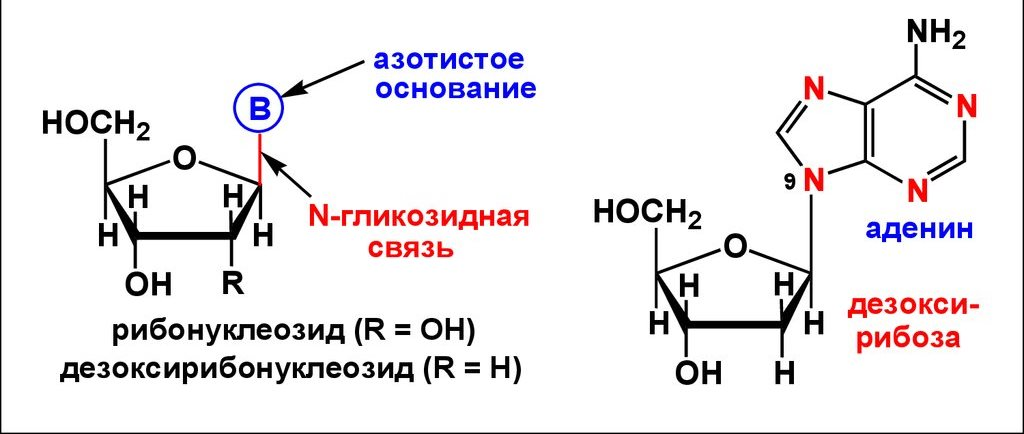 азотистое
основание
B
HOCH2
O
H
H
H
H
N-гликозидная
связь
OH
R
рибонуклеозид (R = OH)
дезоксирибонуклеозид (R = H)
NH2
N
N
9 N
N
аденин
HOCH2
O
H
H
H
H
дезокси-
рибоза
OH
H